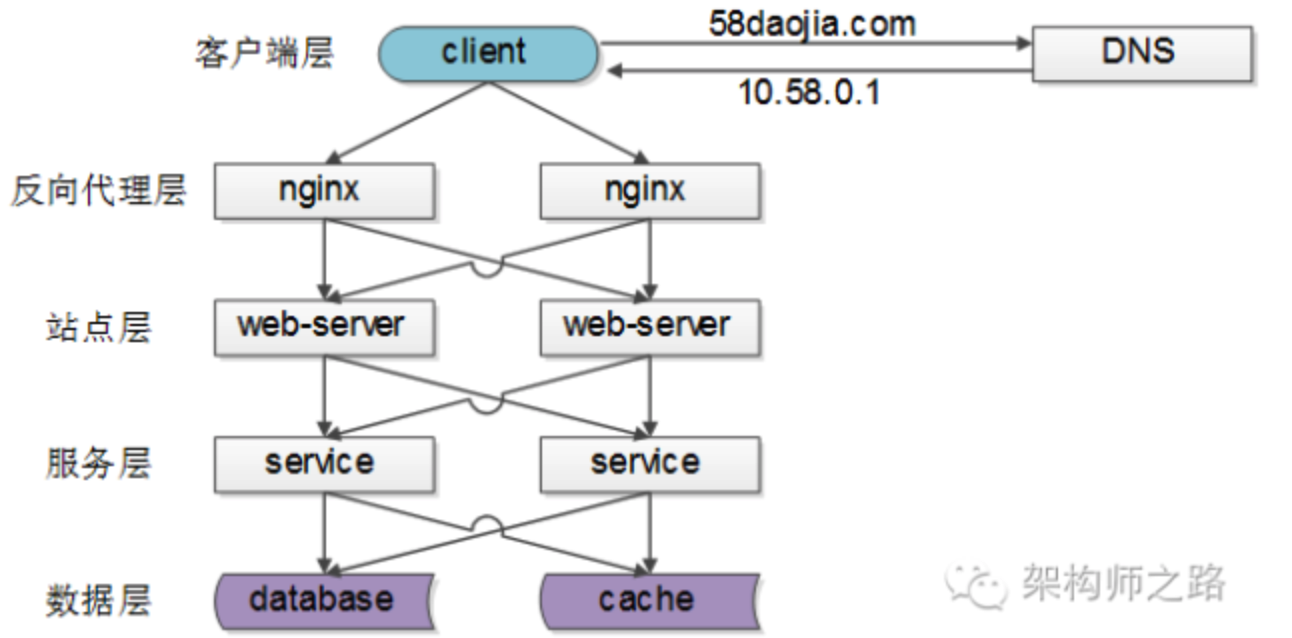 客户端层
client
58daojia.com
10.58.0.1
DNS
反向代理层
nginx
nginx
站点层
web-server
web-server
服务层
service
service
数据层
database
cache
架构师之路